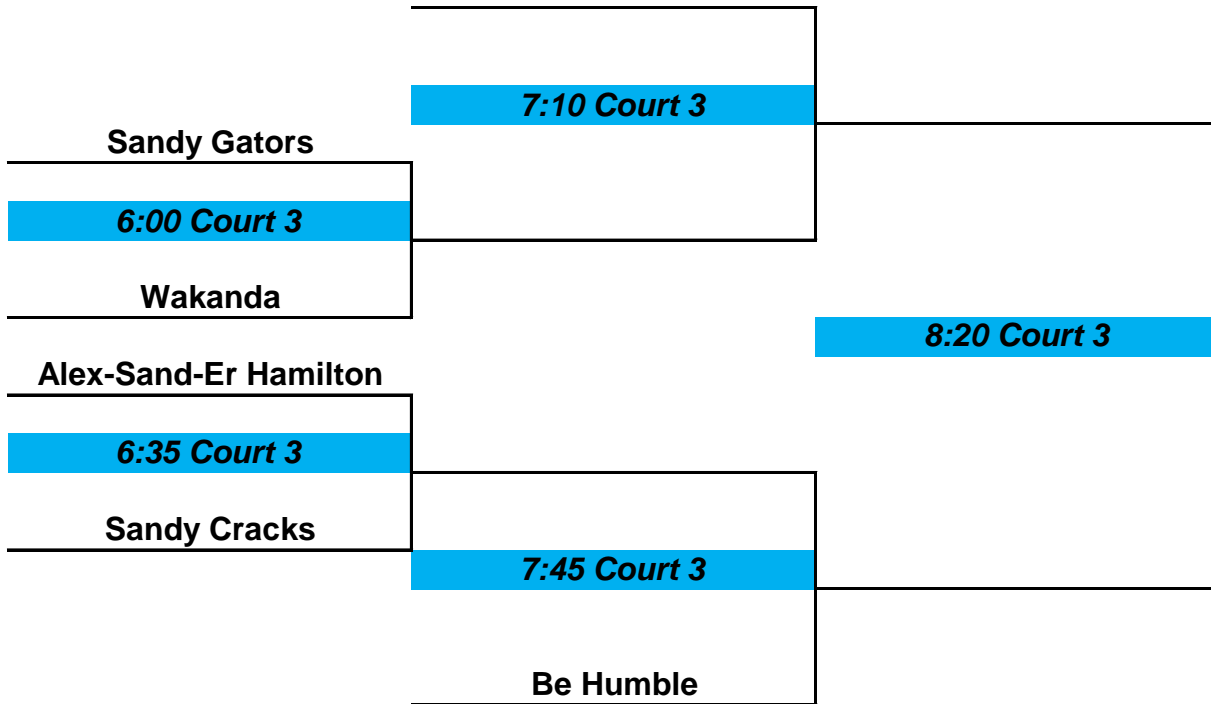 7:10 Court 3
Sandy Gators
6:00 Court 3
Wakanda
8:20 Court 3
Alex-Sand-Er Hamilton
6:35 Court 3
Sandy Cracks
7:45 Court 3
Be Humble